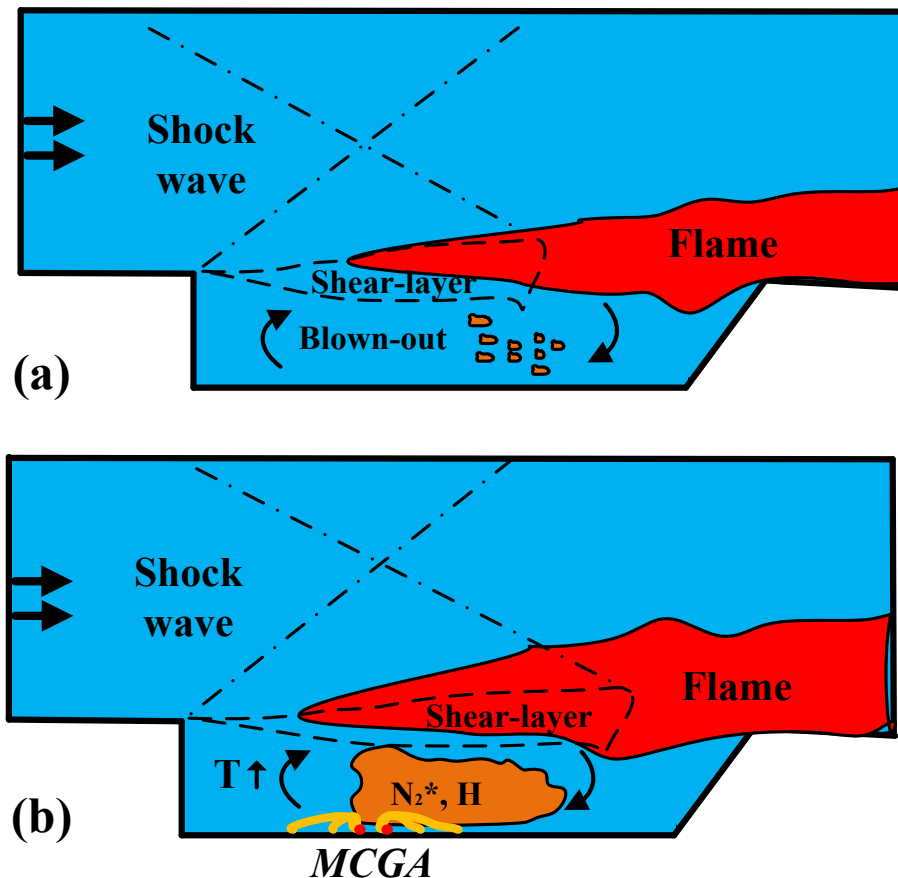 Shock
wave
Flame
Shear-layer
Blown-out
(a)
Shock
wave
Flame
Shear-layer
T↑
N₂*, H
(b)
MCGA